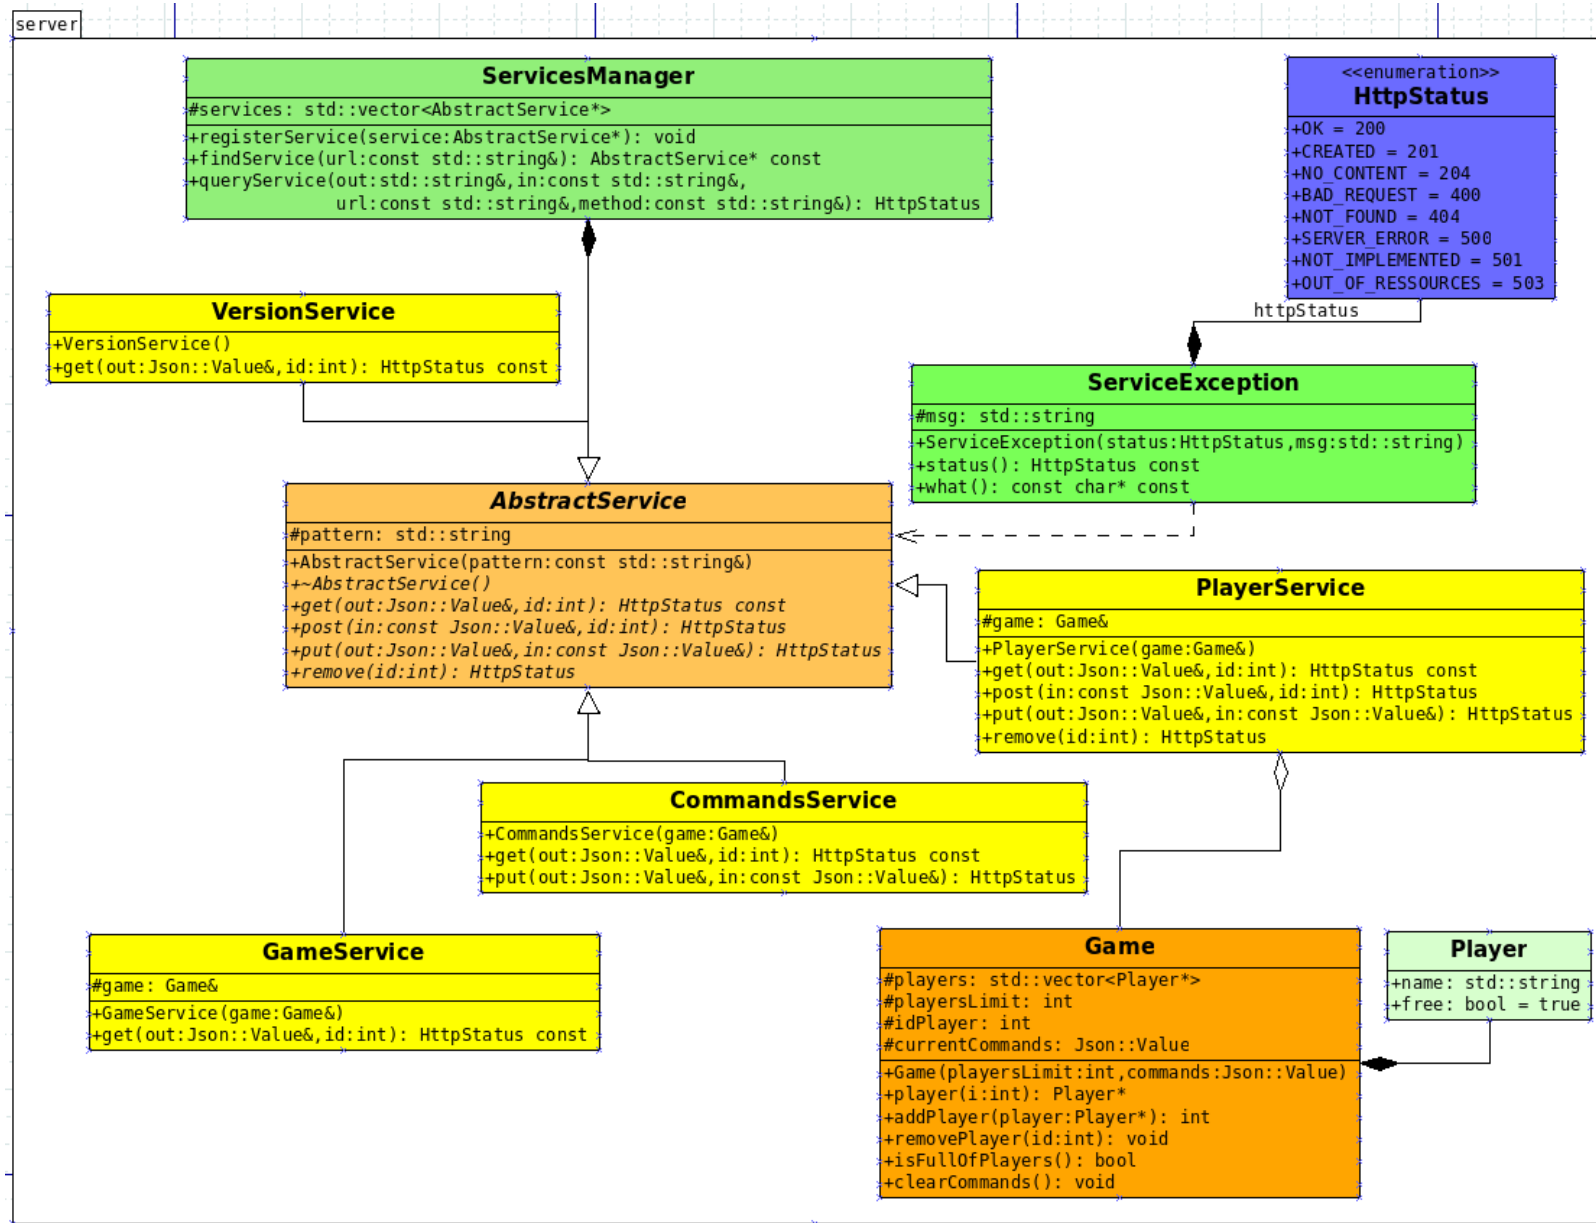 server
ServicesManager
#services: std::vector<AbstractService*>
+registerService(service:AbstractService*): void
+findService(url:const std::string&): AbstractService* const
+queryService(out:std::string&,in:const std::string&,
url:const std::string&,method:const std::string&): HttpStatus
<<enumeration>>
HttpStatus
+OK = 200
+CREATED = 201
+NO_CONTENT = 204
+BAD_REQUEST = 400
+NOT_FOUND = 404
+SERVER_ERROR = 500
+NOT_IMPLEMENTED = 501
+OUT_OF_RESSOURCES = 503
httpStatus
VersionService
+VersionService()
+get(out:Json::Value&,id:int): HttpStatus const
ServiceException
#msg: std::string
+ServiceException(status:HttpStatus,msg:std::string)
+status(): HttpStatus const
+what(): const char* const
AbstractService
#pattern: std::string
+AbstractService(pattern:const std::string&)
+~AbstractService()
+get(out:Json::Value&,id:int): HttpStatus const
+post(in:const Json::Value&,id:int): HttpStatus
+put(out:Json::Value&,in:const Json::Value&): HttpStatus
+remove(id:int): HttpStatus
PlayerService
#game: Game&
+PlayerService(game:Game&)
+get(out:Json::Value&,id:int): HttpStatus const
+post(in:const Json::Value&,id:int): HttpStatus
+put(out:Json::Value&,in:const Json::Value&): HttpStatus
+remove(id:int): HttpStatus
CommandsService
+CommandsService(game:Game&)
+get(out:Json::Value&,id:int): HttpStatus const
+put(out:Json::Value&,in:const Json::Value&): HttpStatus
GameService
#game: Game&
+GameService(game:Game&)
+get(out:Json::Value&,id:int): HttpStatus const
Game
#players: std::vector<Player*>
#playersLimit: int
#idPlayer: int
#currentCommands: Json::Value
+Game(playersLimit:int,commands:Json::Value)
+player(i:int): Player*
+addPlayer(player:Player*): int
+removePlayer(id:int): void
+isFullOfPlayers(): bool
+clearCommands(): void
Player
+name: std::string
+free: bool = true